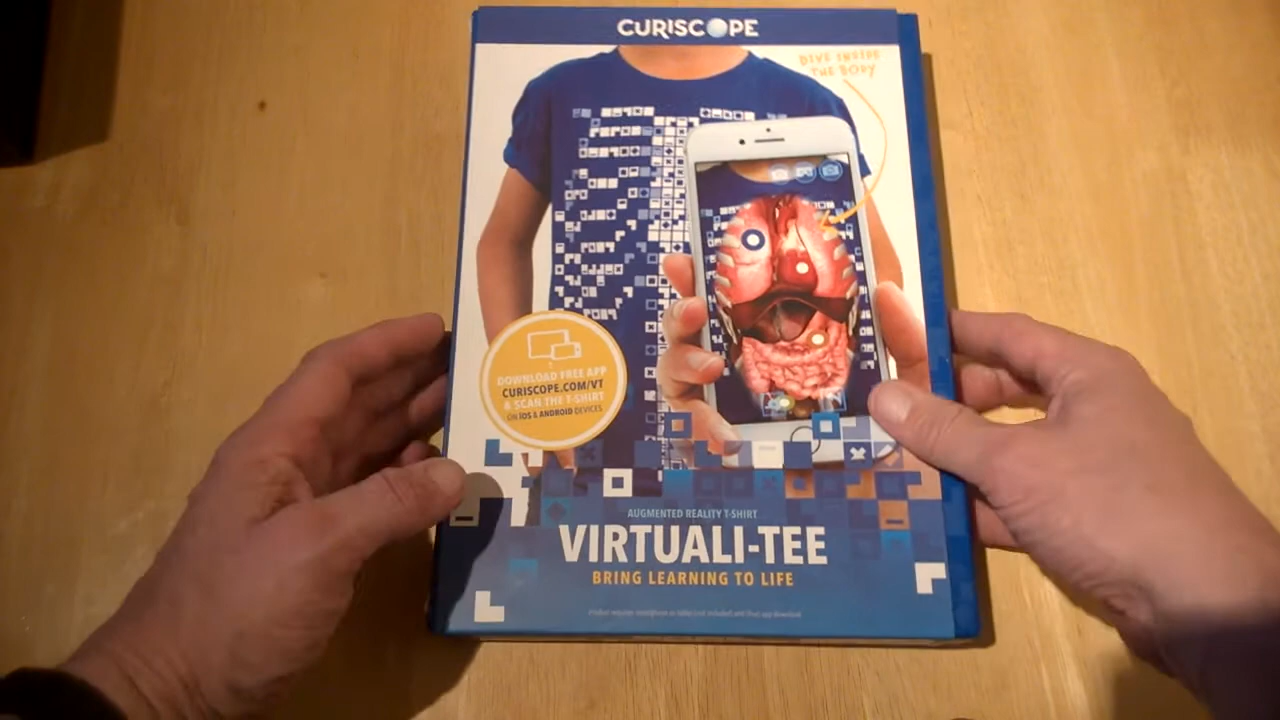 CURISCOPE
DIVE INSIDE
THE BODY
DOWNLOAD FREE APP
CURISCOPE.COM/VT
& SCAN THE T-SHIRT
ON iOS & ANDROID DEVICES
AUGMENTED REALITY T-SHIRT
VIRTUALI-TEE
BRING LEARNING TO LIFE